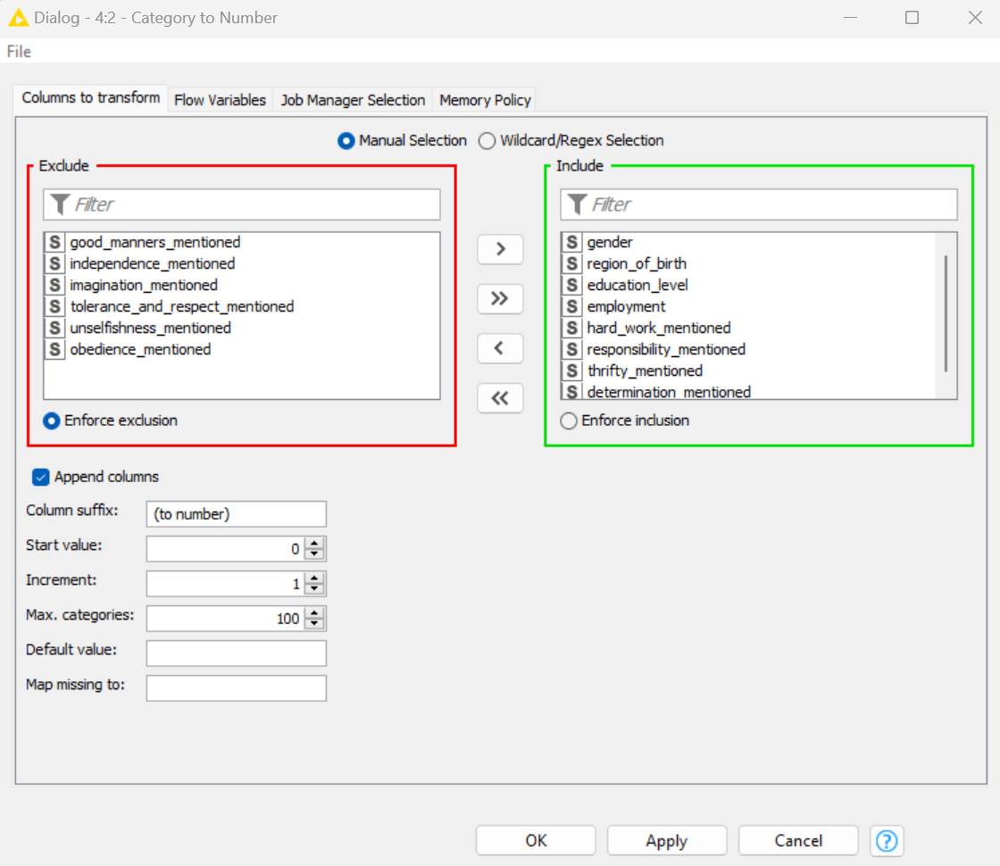 Dialog - 4:2 - Category to Number
File
Columns to transform Flow Variables Job Manager Selection Memory Policy
Manual Selection Wildcard/Regex Selection
Exclude
Filter
S good_manners_mentioned
S independence_mentioned
S imagination_mentioned
S tolerance_and_respect_mentioned
S unselfishness_mentioned
S obedience_mentioned
Enforce exclusion
>
>>
<
<<
Include
Filter
S gender
S region_of_birth
S education_level
S employment
S hard_work_mentioned
S responsibility_mentioned
S thrifty_mentioned
S determination_mentioned
Enforce inclusion
Append columns
Column suffix: (to number)
Start value: 0
Increment: 1
Max. categories: 100
Default value:
Map missing to:
OK Apply Cancel ?